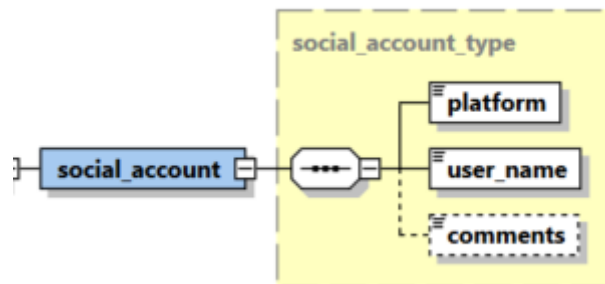 social_account_type
platform
social_account
user_name
comments